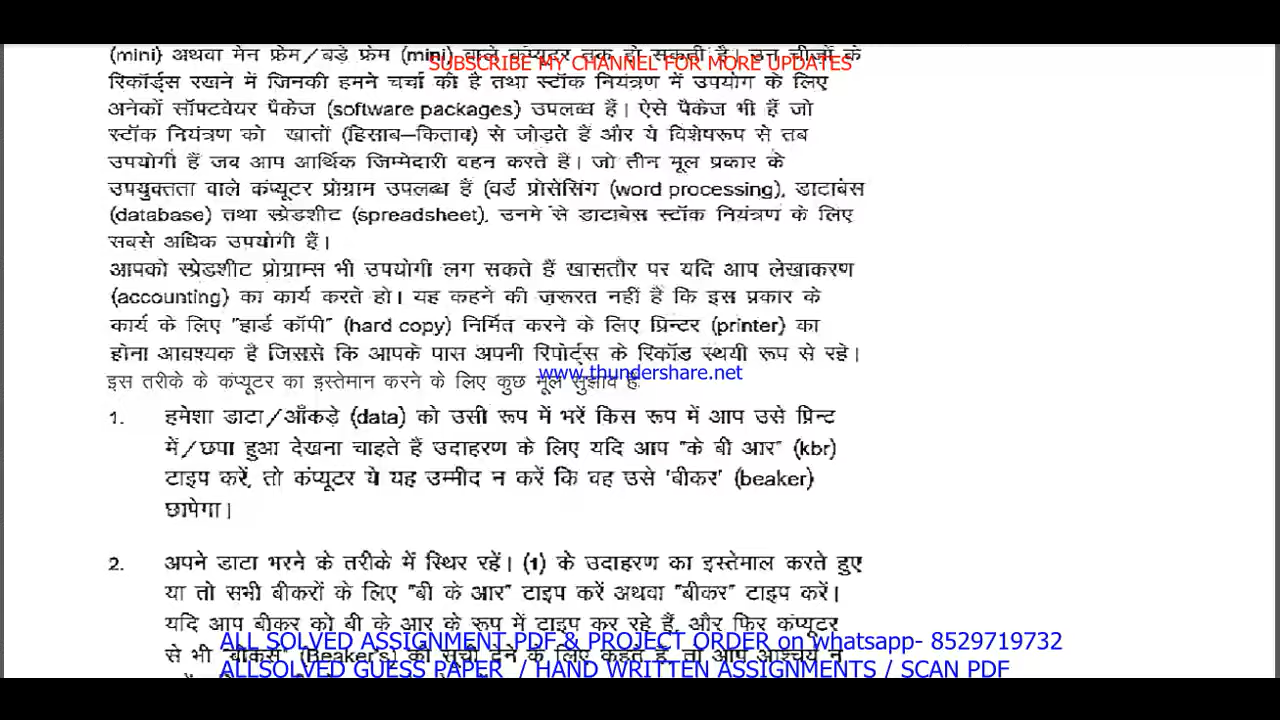 (mini) अथवा मेन फ्रेम/बड़े फ्रेम (mini) वाले कंप्यूटर तक हो सकती है। उन चीज़ों के
SUBSCRIBE MY CHANNEL FOR MORE UPDATES
रिकॉर्ड्स रखने में जिनकी हमने चर्चा की है तथा स्टॉक नियंत्रण में उपयोग के लिए
अनेकों सॉफ्टवेयर पैकेज (software packages) उपलब्ध हैं। ऐसे पैकेज भी हैं जो
स्टॉक नियंत्रण को खातों (हिसाब–किताब) से जोड़ते हैं और ये विशेषरूप से तब
उपयोगी हैं जब आप आर्थिक जिम्मेदारी वहन करते हैं। जो तीन मूल प्रकार के
उपयुक्तता वाले कंप्यूटर प्रोग्राम उपलब्ध हैं (वर्ड प्रोसेसिंग (word processing), डाटाबेस
(database) तथा स्प्रेडशीट (spreadsheet), उनमे से डाटाबेस स्टॉक नियंत्रण के लिए
सबसे अधिक उपयोगी हैं।
आपको स्प्रेडशीट प्रोग्राम्स भी उपयोगी लग सकते हैं खासतौर पर यदि आप लेखाकरण
(accounting) का कार्य करते हो। यह कहने की ज़रूरत नहीं है कि इस प्रकार के
कार्य के लिए "हार्ड कॉपी" (hard copy) निर्मित करने के लिए प्रिन्टर (printer) का
होना आवश्यक है जिससे कि आपके पास अपनी रिपोर्ट्स के रिकॉड स्थयी रूप से रहे।
www.thundershare.net
इस तरीके के कंप्यूटर का इस्तेमान करने के लिए कुछ मूल सुझाव हैं:
1. हमेशा डाटा/आँकड़े (data) को उसी रूप में भरें किस रूप में आप उसे प्रिन्ट
में/छपा हुआ देखना चाहते हैं उदाहरण के लिए यदि आप "के बी आर" (kbr)
टाइप करें, तो कंप्यूटर ये यह उम्मीद न करें कि वह उसे 'बीकर' (beaker)
छापेगा।
2. अपने डाटा भरने के तरीके में स्थिर रहें। (1) के उदाहरण का इस्तेमाल करते हुए
या तो सभी बीकरों के लिए "बी के आर" टाइप करें अथवा "बीकर" टाइप करें।
यदि आप बीकर को बी के आर के रूप में टाइप कर रहे हैं, और फिर कंप्यूटर
ALL SOLVED ASSIGNMENT PDF & PROJECT ORDER on whatsapp- 8529719732
से भी "बीकर्स" (Beaker's) की सूची देने के लिए कहते हैं, तो आप आश्चर्य न
ALLSOLVED GUESS PAPER / HAND WRITTEN ASSIGNMENTS / SCAN PDF